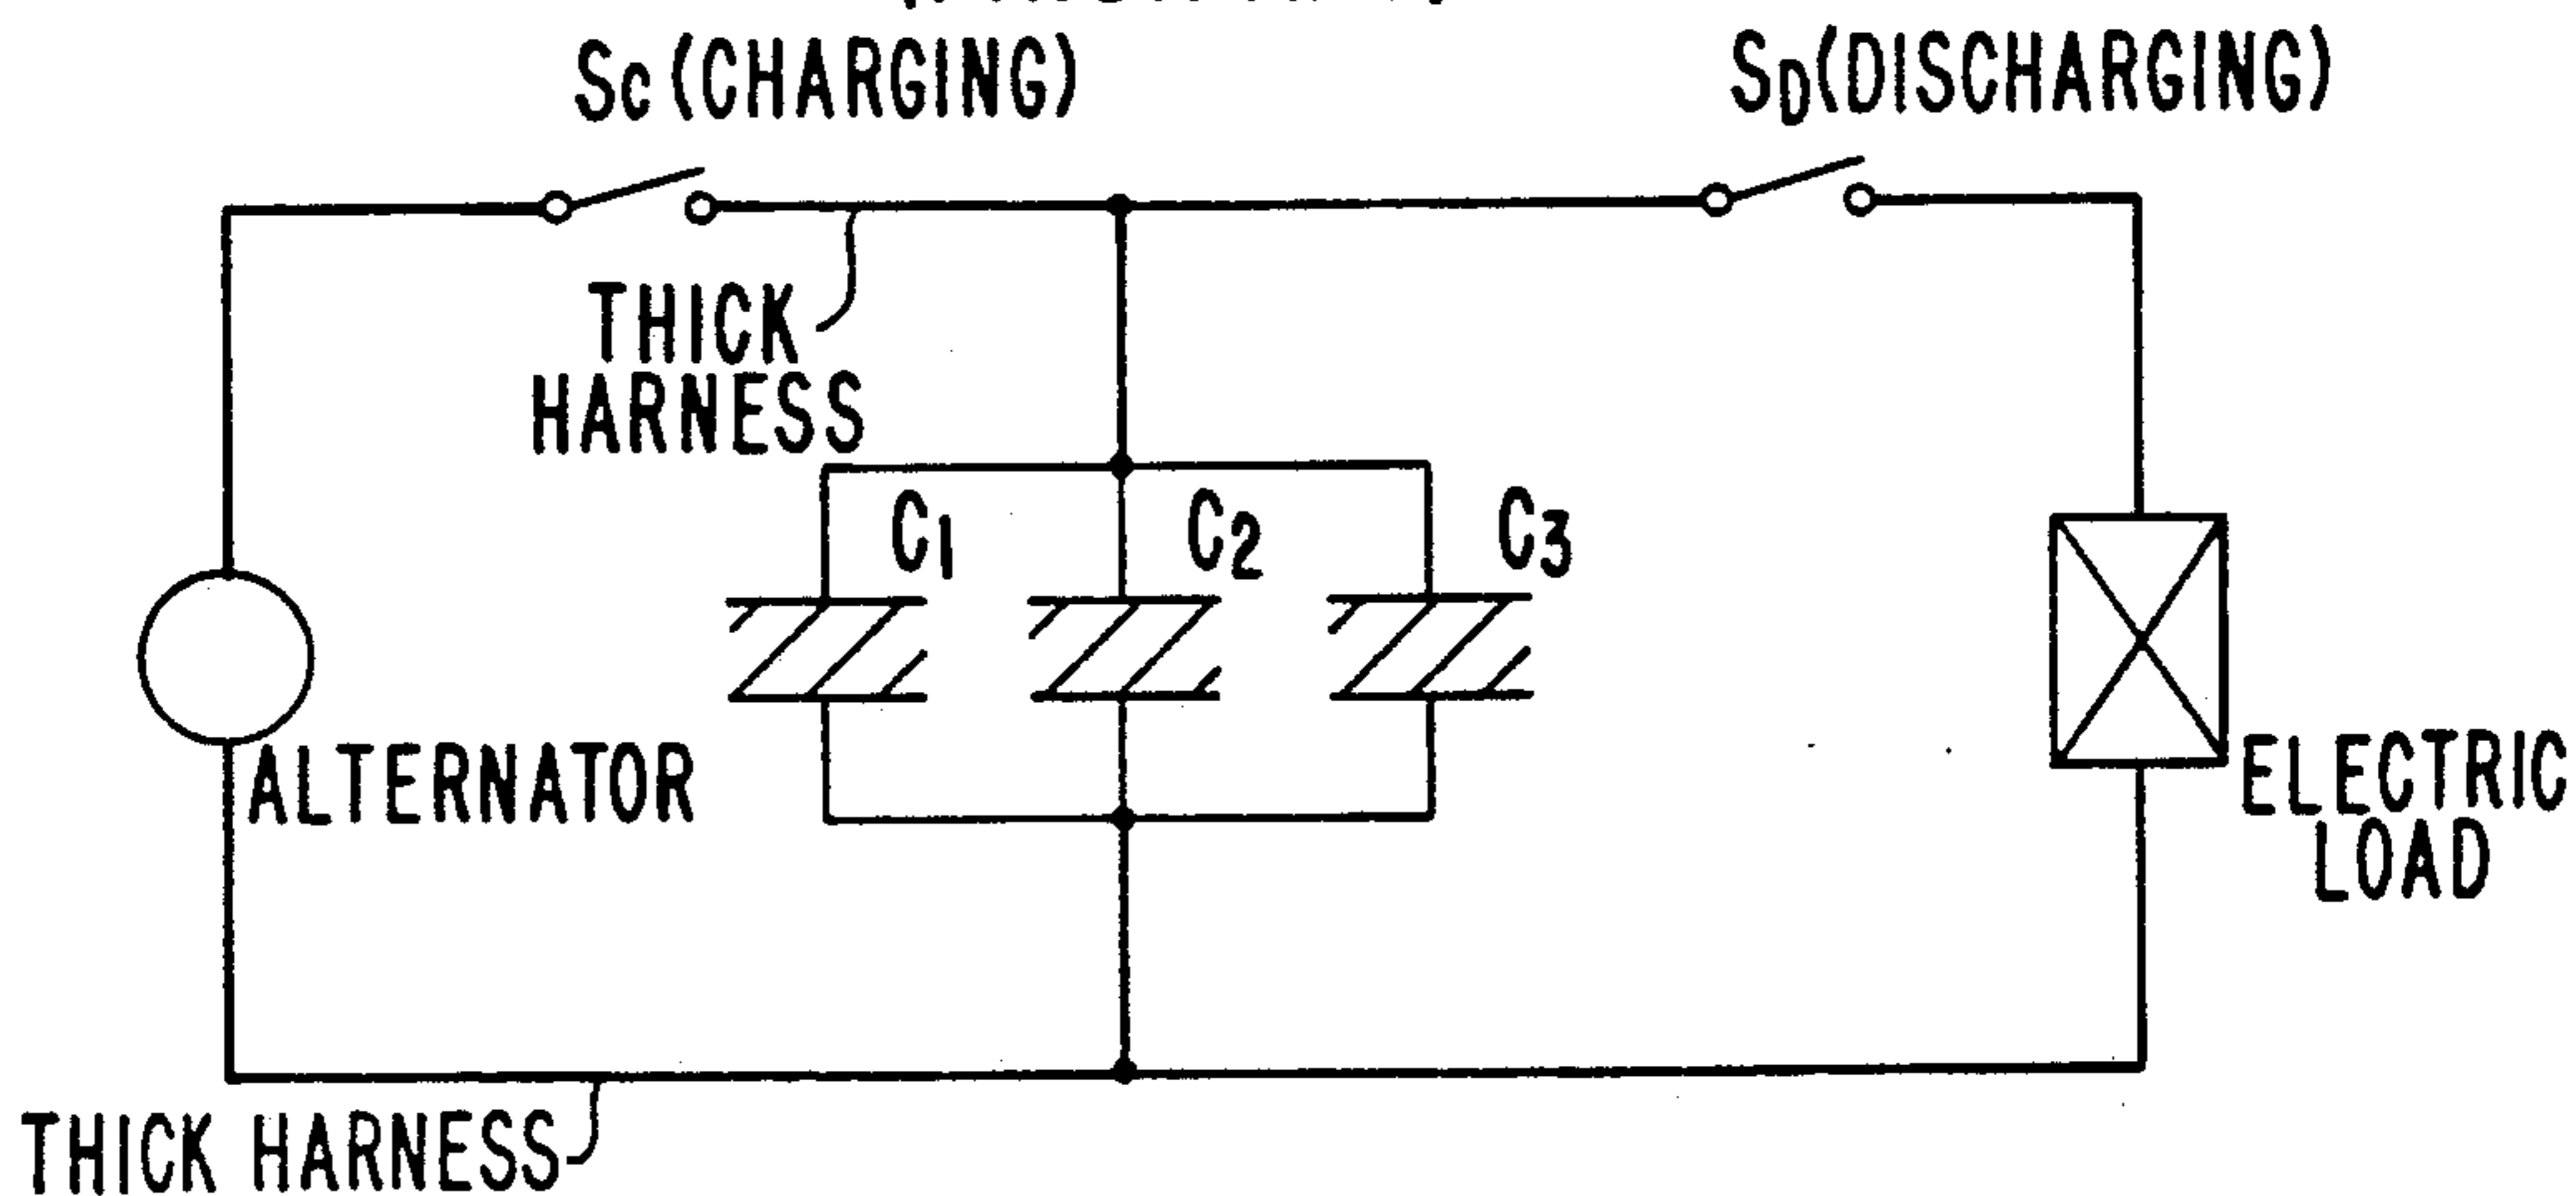 SC (CHARGING)
SD (DISCHARGING)
THICK
HARNESS
C1
C2
C3
ALTERNATOR
ELECTRIC
LOAD
THICK HARNESS